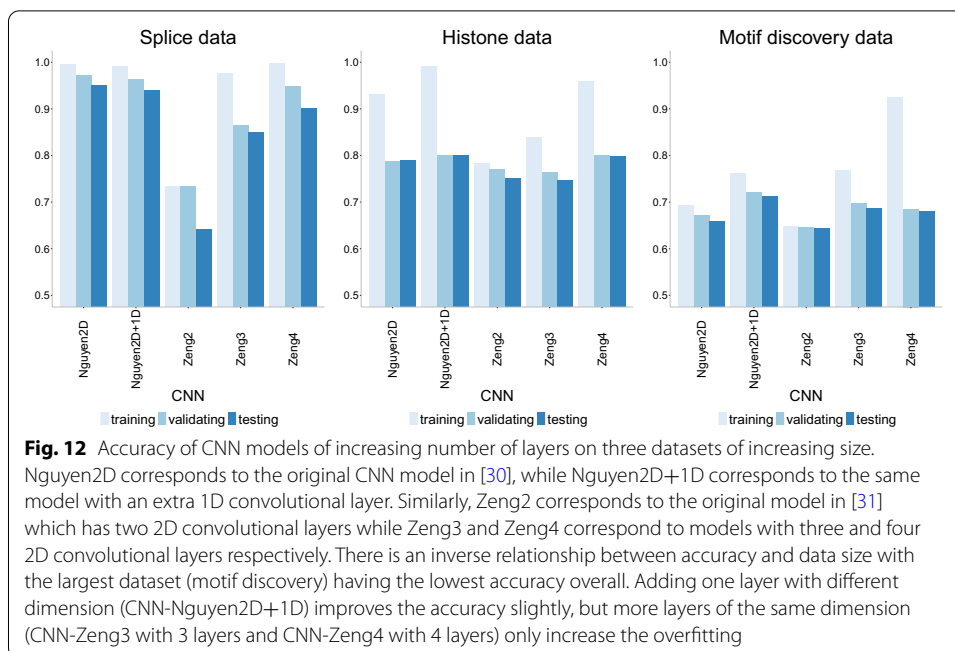 Splice data
Histone data
Motif discovery data
1.0
0.9
0.8
0.7
0.6
0.5
Nguyen2D
Nguyen2D+1D
Zeng2
Zeng3
Zeng4
CNN
training validating testing
1.0
0.9
0.8
0.7
0.6
0.5
Nguyen2D
Nguyen2D+1D
Zeng2
Zeng3
Zeng4
CNN
training validating testing
1.0
0.9
0.8
0.7
0.6
0.5
Nguyen2D
Nguyen2D+1D
Zeng2
Zeng3
Zeng4
CNN
training validating testing
Fig. 12 Accuracy of CNN models of increasing number of layers on three datasets of increasing size.
Nguyen2D corresponds to the original CNN model in [30], while Nguyen2D+1D corresponds to the same
model with an extra 1D convolutional layer. Similarly, Zeng2 corresponds to the original model in [31]
which has two 2D convolutional layers while Zeng3 and Zeng4 correspond to models with three and four
2D convolutional layers respectively. There is an inverse relationship between accuracy and data size with
the largest dataset (motif discovery) having the lowest accuracy overall. Adding one layer with different
dimension (CNN-Nguyen2D+1D) improves the accuracy slightly, but more layers of the same dimension
(CNN-Zeng3 with 3 layers and CNN-Zeng4 with 4 layers) only increase the overfitting